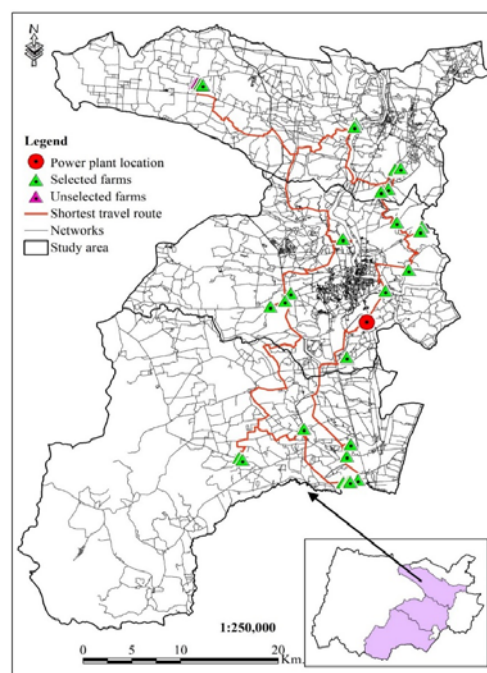 N
Legend
Power plant location
Selected farms
Unselected farms
Shortest travel route
Networks
Study area
1:250,000
0 5 10 20
Km.